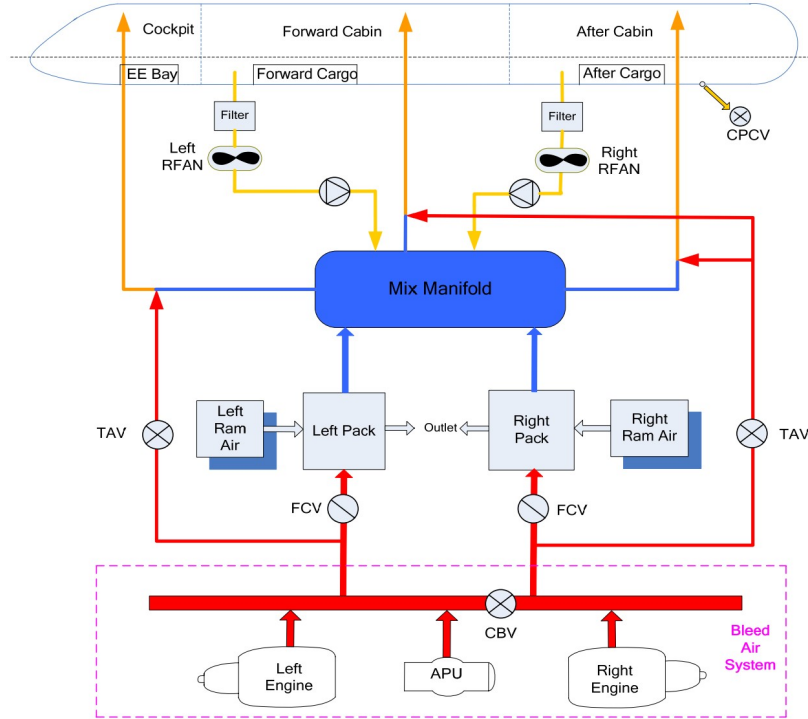 Cockpit
Forward Cabin
After Cabin
EE Bay
Forward Cargo
After Cargo
Filter
Filter
CPCV
Left
RFAN
Right
RFAN
Mix Manifold
Left
Ram
Air
Left Pack
Outlet
Right
Pack
Right
Ram Air
TAV
TAV
FCV
FCV
CBV
Bleed
Air
System
Left
Engine
APU
Right
Engine